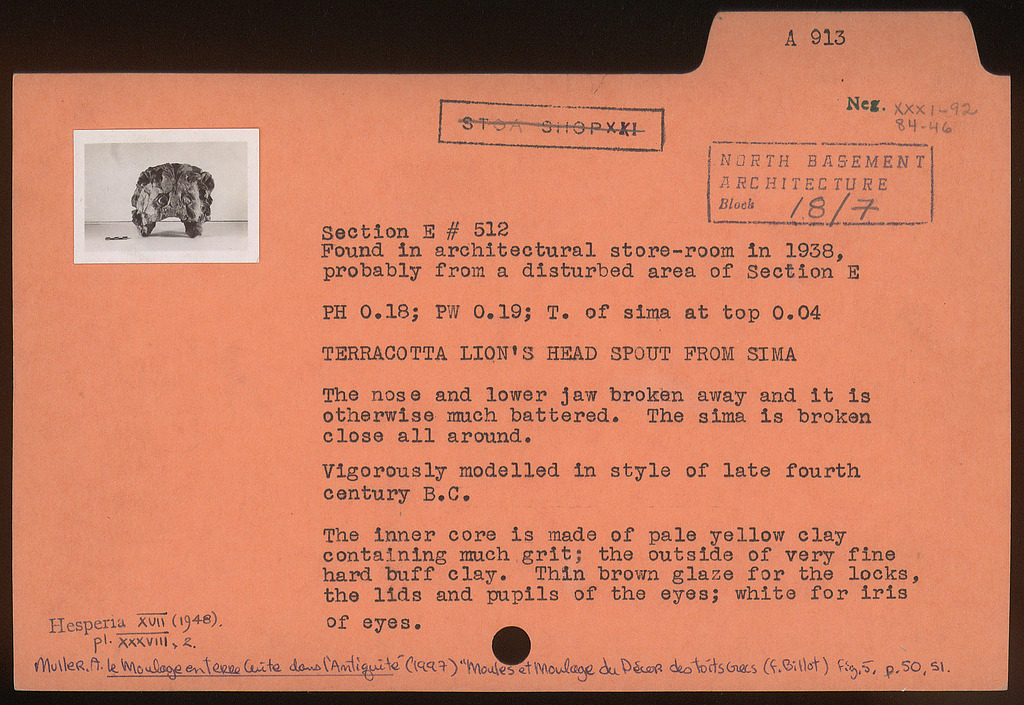 A 913
Neg. XXXI-92
84-46
STOA SHOP XXI
NORTH BASEMENT
ARCHITECTURE
Block 18/7
Section E # 512
Found in architectural store-room in 1938,
probably from a disturbed area of Section E
PH 0.18; PW 0.19; T. of sima at top 0.04
TERRACOTTA LION'S HEAD SPOUT FROM SIMA
The nose and lower jaw broken away and it is
otherwise much battered. The sima is broken
close all around.
Vigorously modelled in style of late fourth
century B.C.
The inner core is made of pale yellow clay
containing much grit; the outside of very fine
hard buff clay. Thin brown glaze for the locks,
the lids and pupils of the eyes; white for iris
of eyes.
Hesperia XVII (1948).
pl. XXXVIII, 2.
Muller, A. Le Moulage en Terre Cuite dans l'Antiquité (1997) "Moules et Moulage du Décor des toits Grecs (F. Billot) Fig. 5, p. 50, 51.